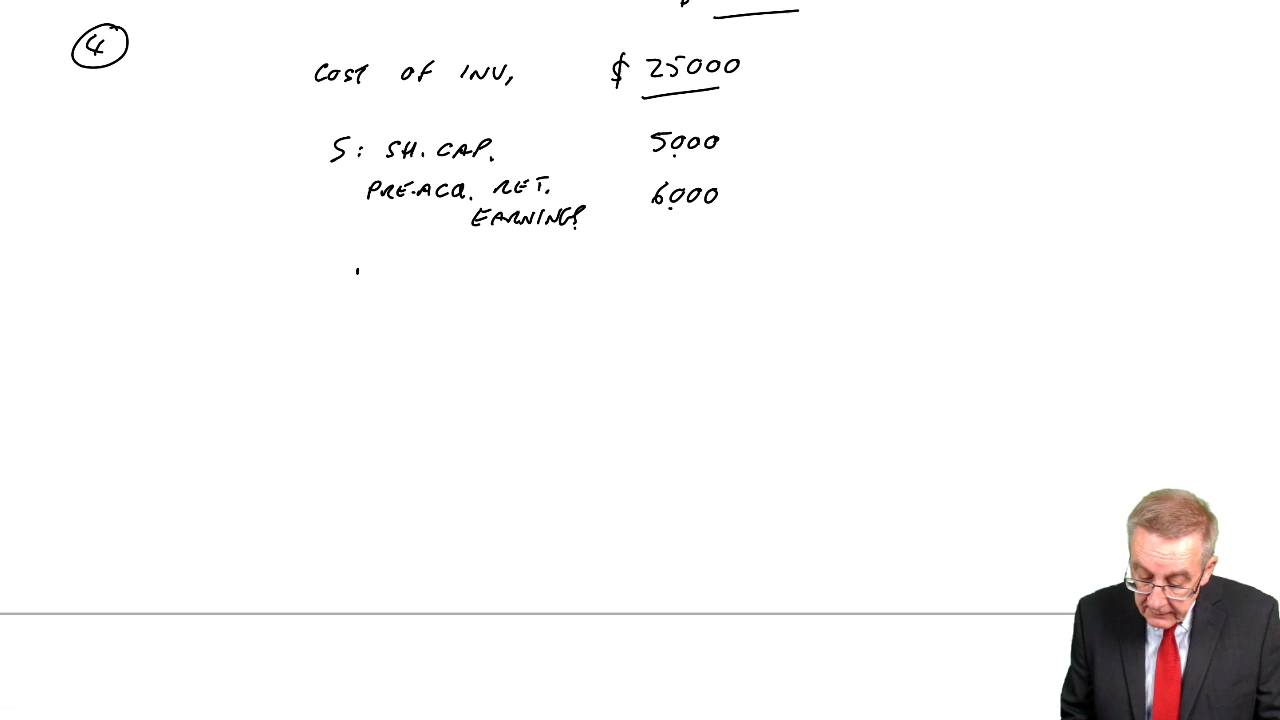 4
COST OF INV, $ 25000
S: SH. CAP. 5000
PRE-ACQ. RET. 6000
EARNINGS